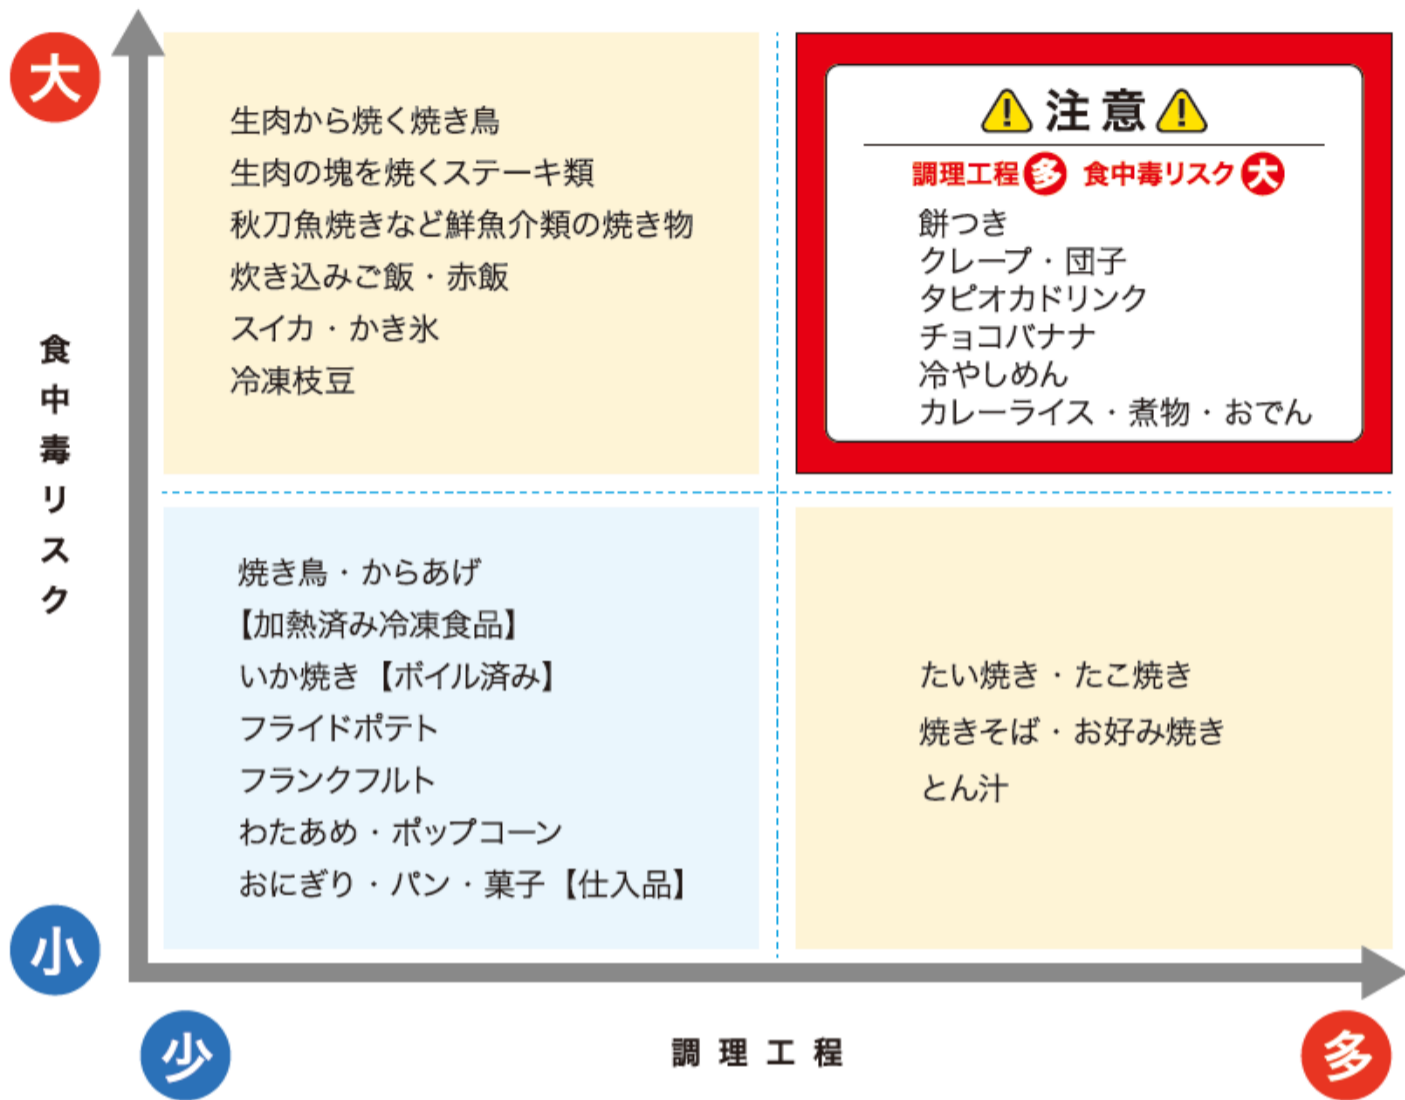 大
食中毒リスク
小
生肉から焼く焼き鳥
生肉の塊を焼くステーキ類
秋刀魚焼きなど鮮魚介類の焼き物
炊き込みご飯・赤飯
スイカ・かき氷
冷凍枝豆
注意
調理工程 多 食中毒リスク 大
餅つき
クレープ・団子
タピオカドリンク
チョコバナナ
冷やしめん
カレーライス・煮物・おでん
焼き鳥・からあげ
【加熱済み冷凍食品】
いか焼き【ボイル済み】
フライドポテト
フランクフルト
わたあめ・ポップコーン
おにぎり・パン・菓子【仕入品】
たい焼き・たこ焼き
焼きそば・お好み焼き
とん汁
少
調理工程
多